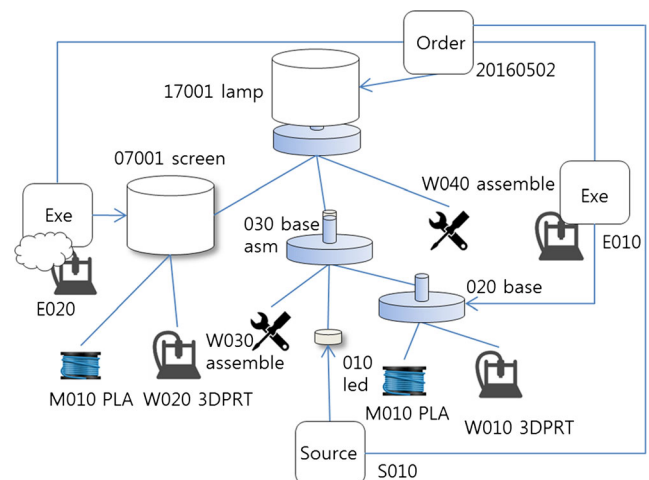 Order
20160502
17001 lamp
07001 screen
W040 assemble
Exe
Exe
030 base
asm
E010
020 base
E020
W030
assemble
010
led
M010 PLA
W020 3DPRT
M010 PLA
W010 3DPRT
Source
S010